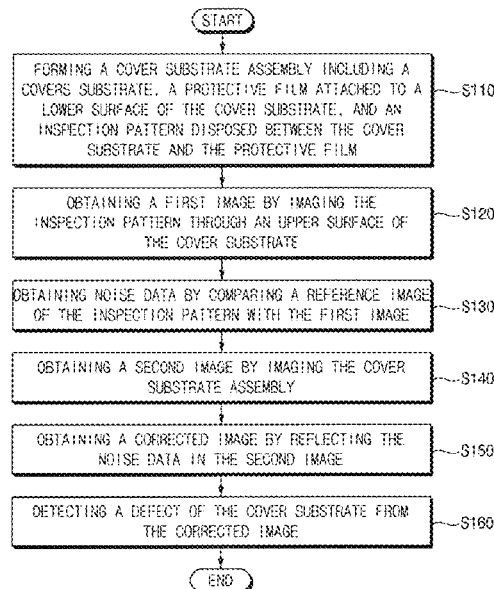 START
FORMING A COVER SUBSTRATE ASSEMBLY INCLUDING A
COVERS SUBSTRATE, A PROTECTIVE FILM ATTACHED TO A
LOWER SURFACE OF THE COVER SUBSTRATE, AND AN
INSPECTION PATTERN DISPOSED BETWEEN THE COVER
SUBSTRATE AND THE PROTECTIVE FILM
S110
OBTAINING A FIRST IMAGE BY IMAGING THE
INSPECTION PATTERN THROUGH AN UPPER SURFACE OF
THE COVER SUBSTRATE
S120
OBTAINING NOISE DATA BY COMPARING A REFERENCE IMAGE
OF THE INSPECTION PATTERN WITH THE FIRST IMAGE
S130
OBTAINING A SECOND IMAGE BY IMAGING THE COVER
SUBSTRATE ASSEMBLY
S140
OBTAINING A CORRECTED IMAGE BY REFLECTING THE
NOISE DATA IN THE SECOND IMAGE
S150
DETECTING A DEFECT OF THE COVER SUBSTRATE FROM
THE CORRECTED IMAGE
S160
END